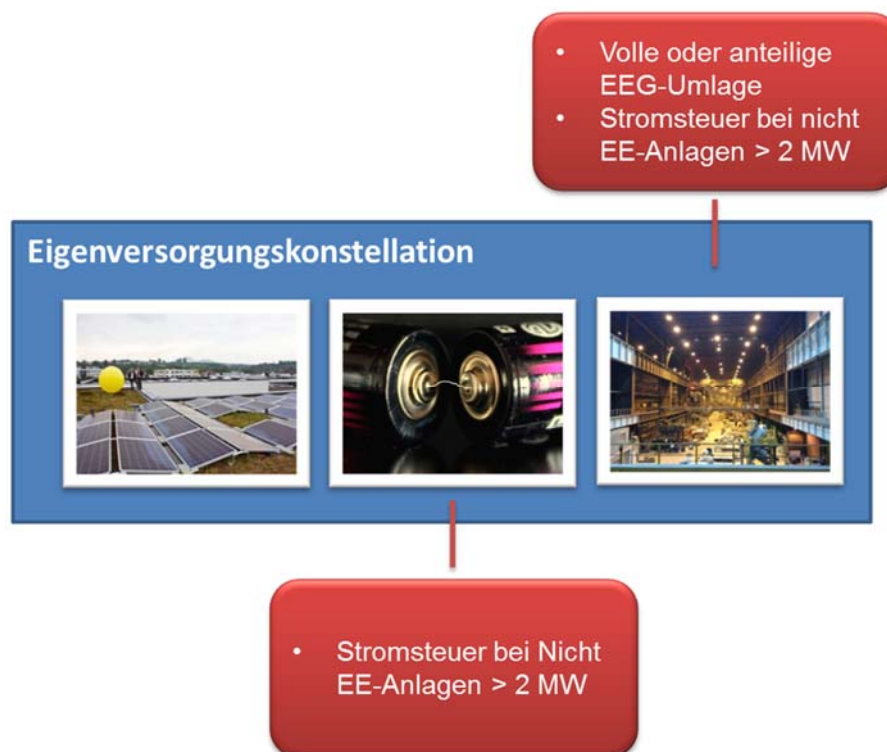 • Volle oder anteilige
EEG-Umlage
• Stromsteuer bei nicht
EE-Anlagen > 2 MW
Eigenversorgungskonstellation
• Stromsteuer bei Nicht
EE-Anlagen > 2 MW